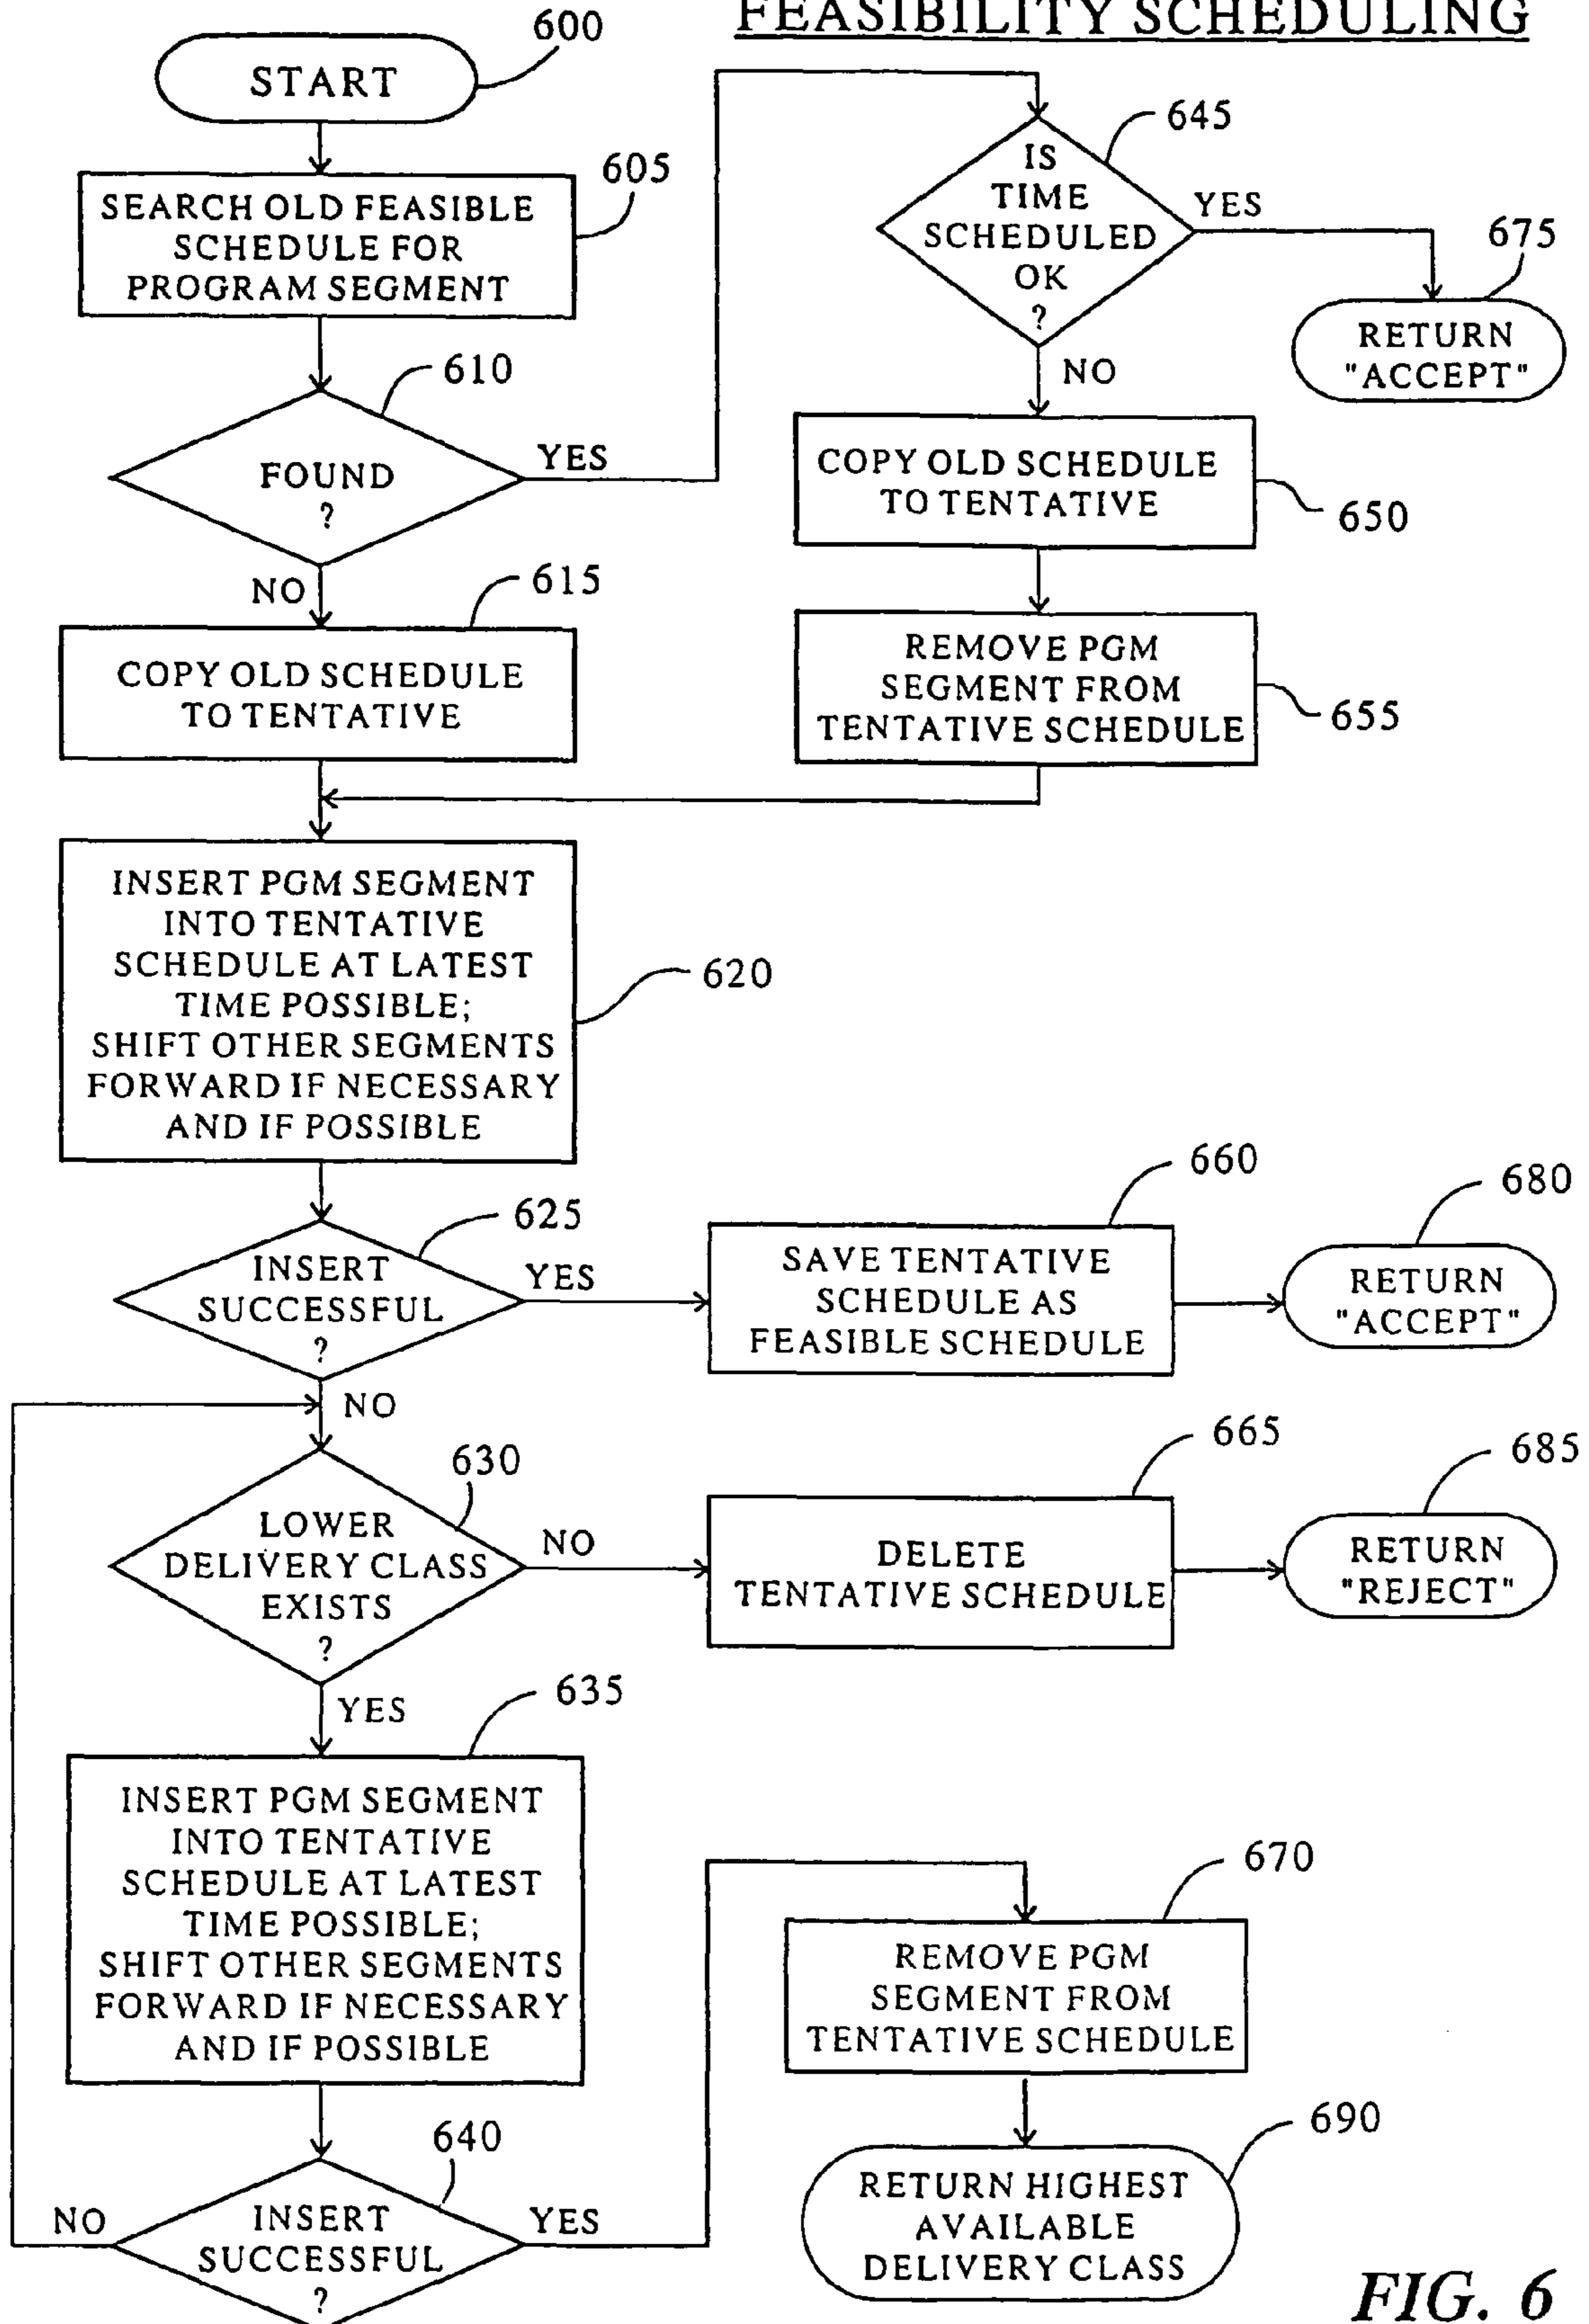 FEASIBILITY SCHEDULING
START
600
SEARCH OLD FEASIBLE
SCHEDULE FOR
PROGRAM SEGMENT
605
FOUND
?
610
YES
NO
COPY OLD SCHEDULE
TO TENTATIVE
615
IS
TIME
SCHEDULED
OK
?
645
YES
RETURN
"ACCEPT"
675
NO
COPY OLD SCHEDULE
TO TENTATIVE
650
REMOVE PGM
SEGMENT FROM
TENTATIVE SCHEDULE
655
INSERT PGM SEGMENT
INTO TENTATIVE
SCHEDULE AT LATEST
TIME POSSIBLE;
SHIFT OTHER SEGMENTS
FORWARD IF NECESSARY
AND IF POSSIBLE
620
INSERT
SUCCESSFUL
?
625
YES
SAVE TENTATIVE
SCHEDULE AS
FEASIBLE SCHEDULE
660
RETURN
"ACCEPT"
680
NO
LOWER
DELIVERY CLASS
EXISTS
?
630
NO
DELETE
TENTATIVE SCHEDULE
665
RETURN
"REJECT"
685
YES
INSERT PGM SEGMENT
INTO TENTATIVE
SCHEDULE AT LATEST
TIME POSSIBLE;
SHIFT OTHER SEGMENTS
FORWARD IF NECESSARY
AND IF POSSIBLE
635
INSERT
SUCCESSFUL
?
640
NO
YES
REMOVE PGM
SEGMENT FROM
TENTATIVE SCHEDULE
670
RETURN HIGHEST
AVAILABLE
DELIVERY CLASS
690
FIG. 6